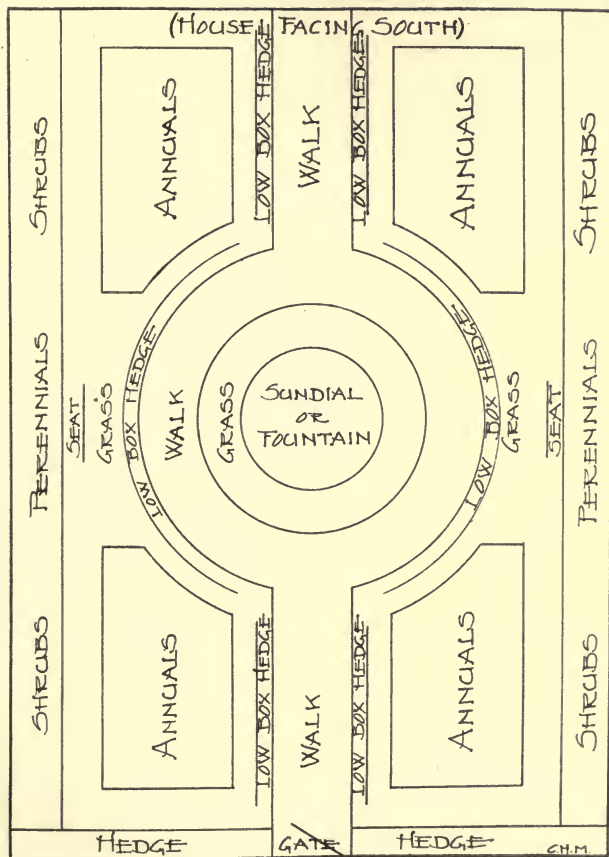 (HOUSE FACING SOUTH)
SHRUBS
ANNUALS
LOW BOX HEDGE
WALK
LOW BOX HEDGE
ANNUALS
SHRUBS
PERENNIALS
SEAT
GRASS
LOW BOX HEDGE
WALK
GRASS
SUNDIAL
OR
FOUNTAIN
LOW BOX HEDGE
GRASS
SEAT
PERENNIALS
SHRUBS
ANNUALS
LOW BOX HEDGE
WALK
LOW BOX HEDGE
ANNUALS
SHRUBS
HEDGE
GATE
HEDGE
C.H.M.